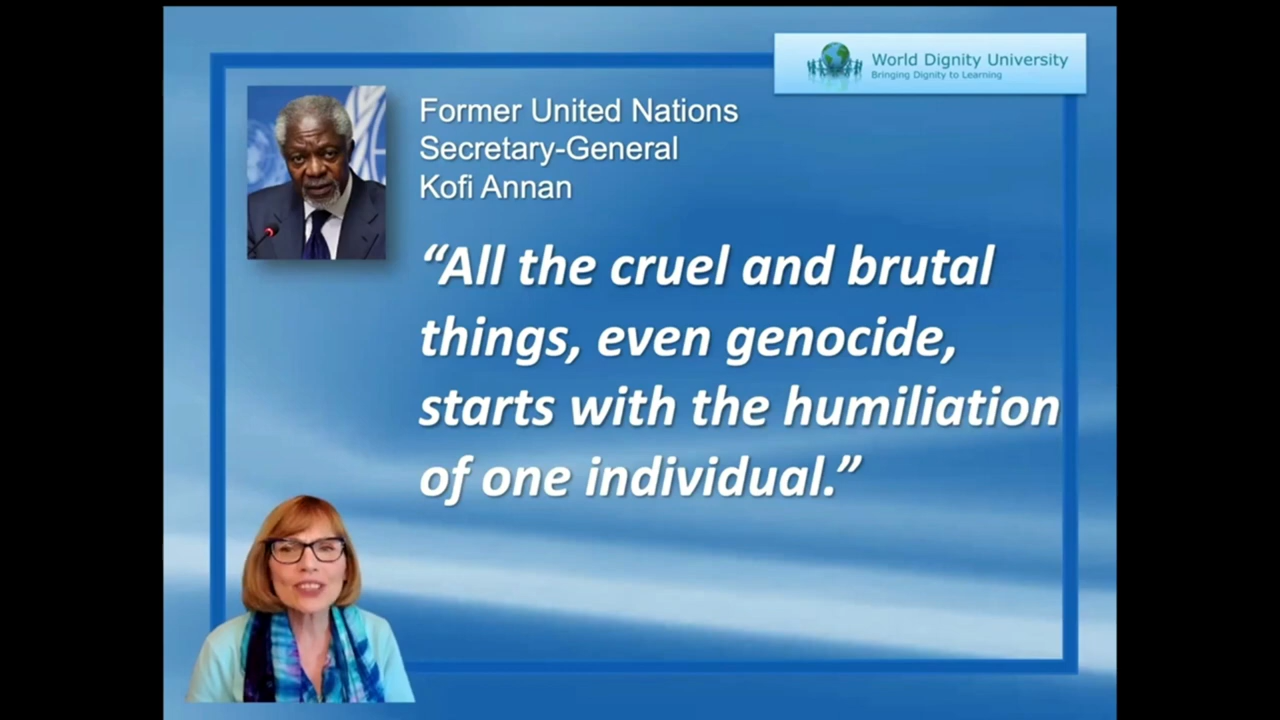 World Dignity University
Bringing Dignity to Learning
Former United Nations
Secretary-General
Kofi Annan
“All the cruel and brutal
things, even genocide,
starts with the humiliation
of one individual.”